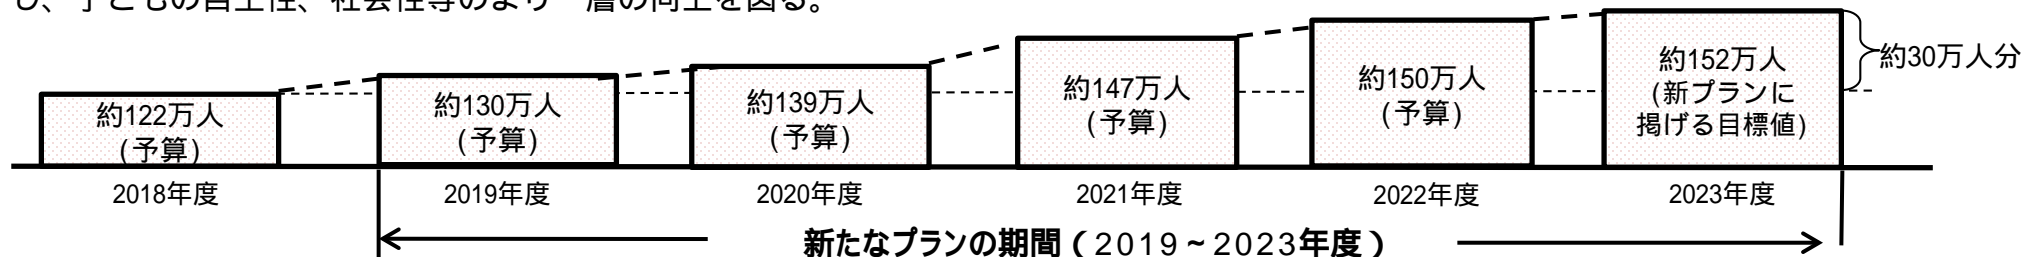 し、子どもの自主性、社会性等のより一層の向上を図る。
約122万人
(予算)
約130万人
(予算)
約139万人
(予算)
約147万人
(予算)
約150万人
(予算)
約152万人
(新プランに
掲げる目標値)
約30万人分
2018年度
2019年度
2020年度
2021年度
2022年度
2023年度
新たなプランの期間(2019~2023年度)